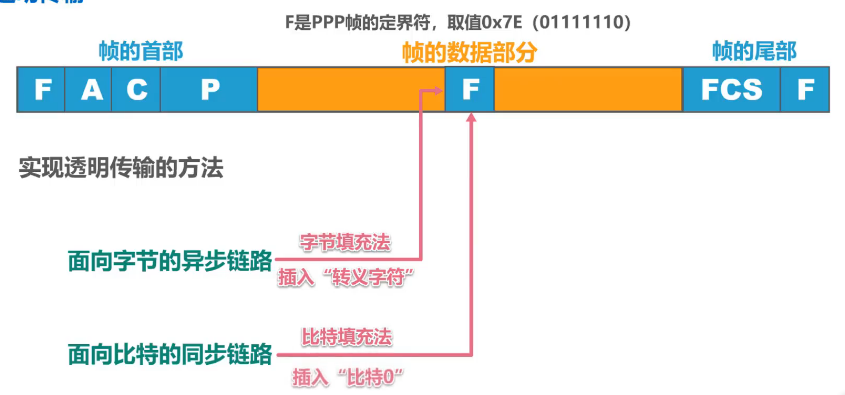 F是PPP帧的定界符，取值0x7E（01111110）
帧的首部 帧的数据部分 帧的尾部
F A C P F FCS F
实现透明传输的方法
字节填充法
面向字节的异步链路
插入“转义字符”
比特填充法
面向比特的同步链路
插入“比特0”